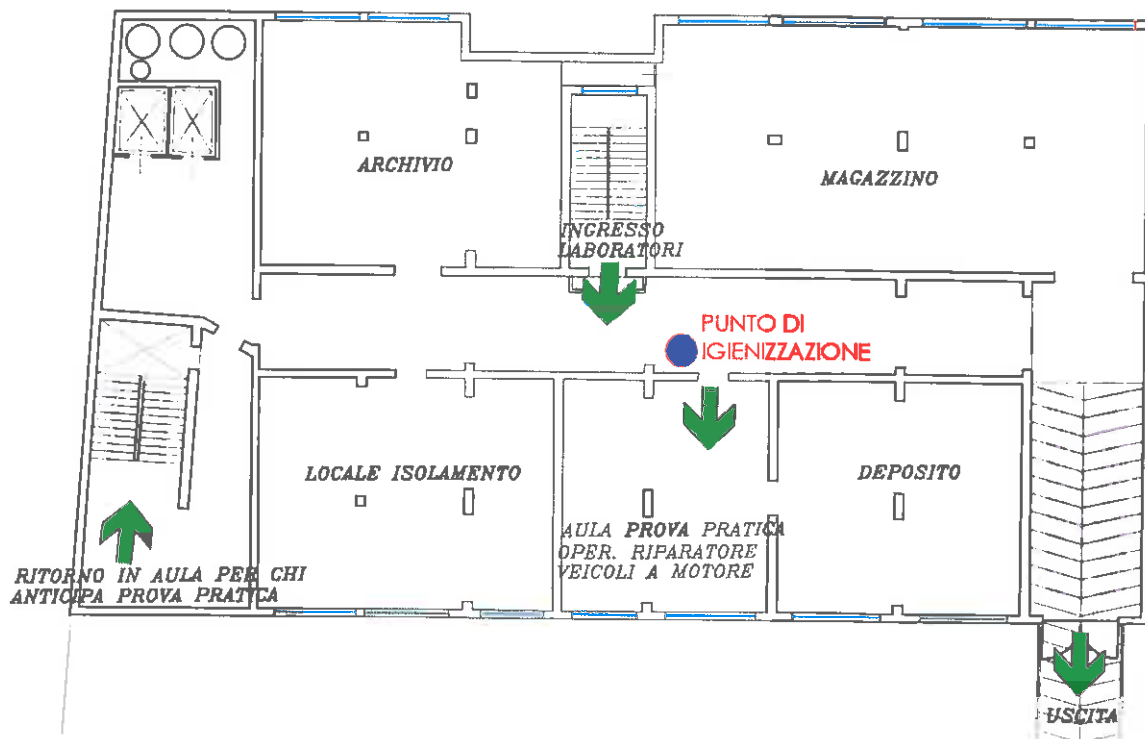 ARCHIVIO
MAGAZZINO
INGRESSO
LABORATORI
PUNTO DI
IGIENIZZAZIONE
LOCALE ISOLAMENTO
DEPOSITO
AULA PROVA PRATICA
OPER. RIPARATORE
VEICOLI A MOTORE
RITORNO IN AULA PER CHI
ANTICIPA PROVA PRATICA
USCITA